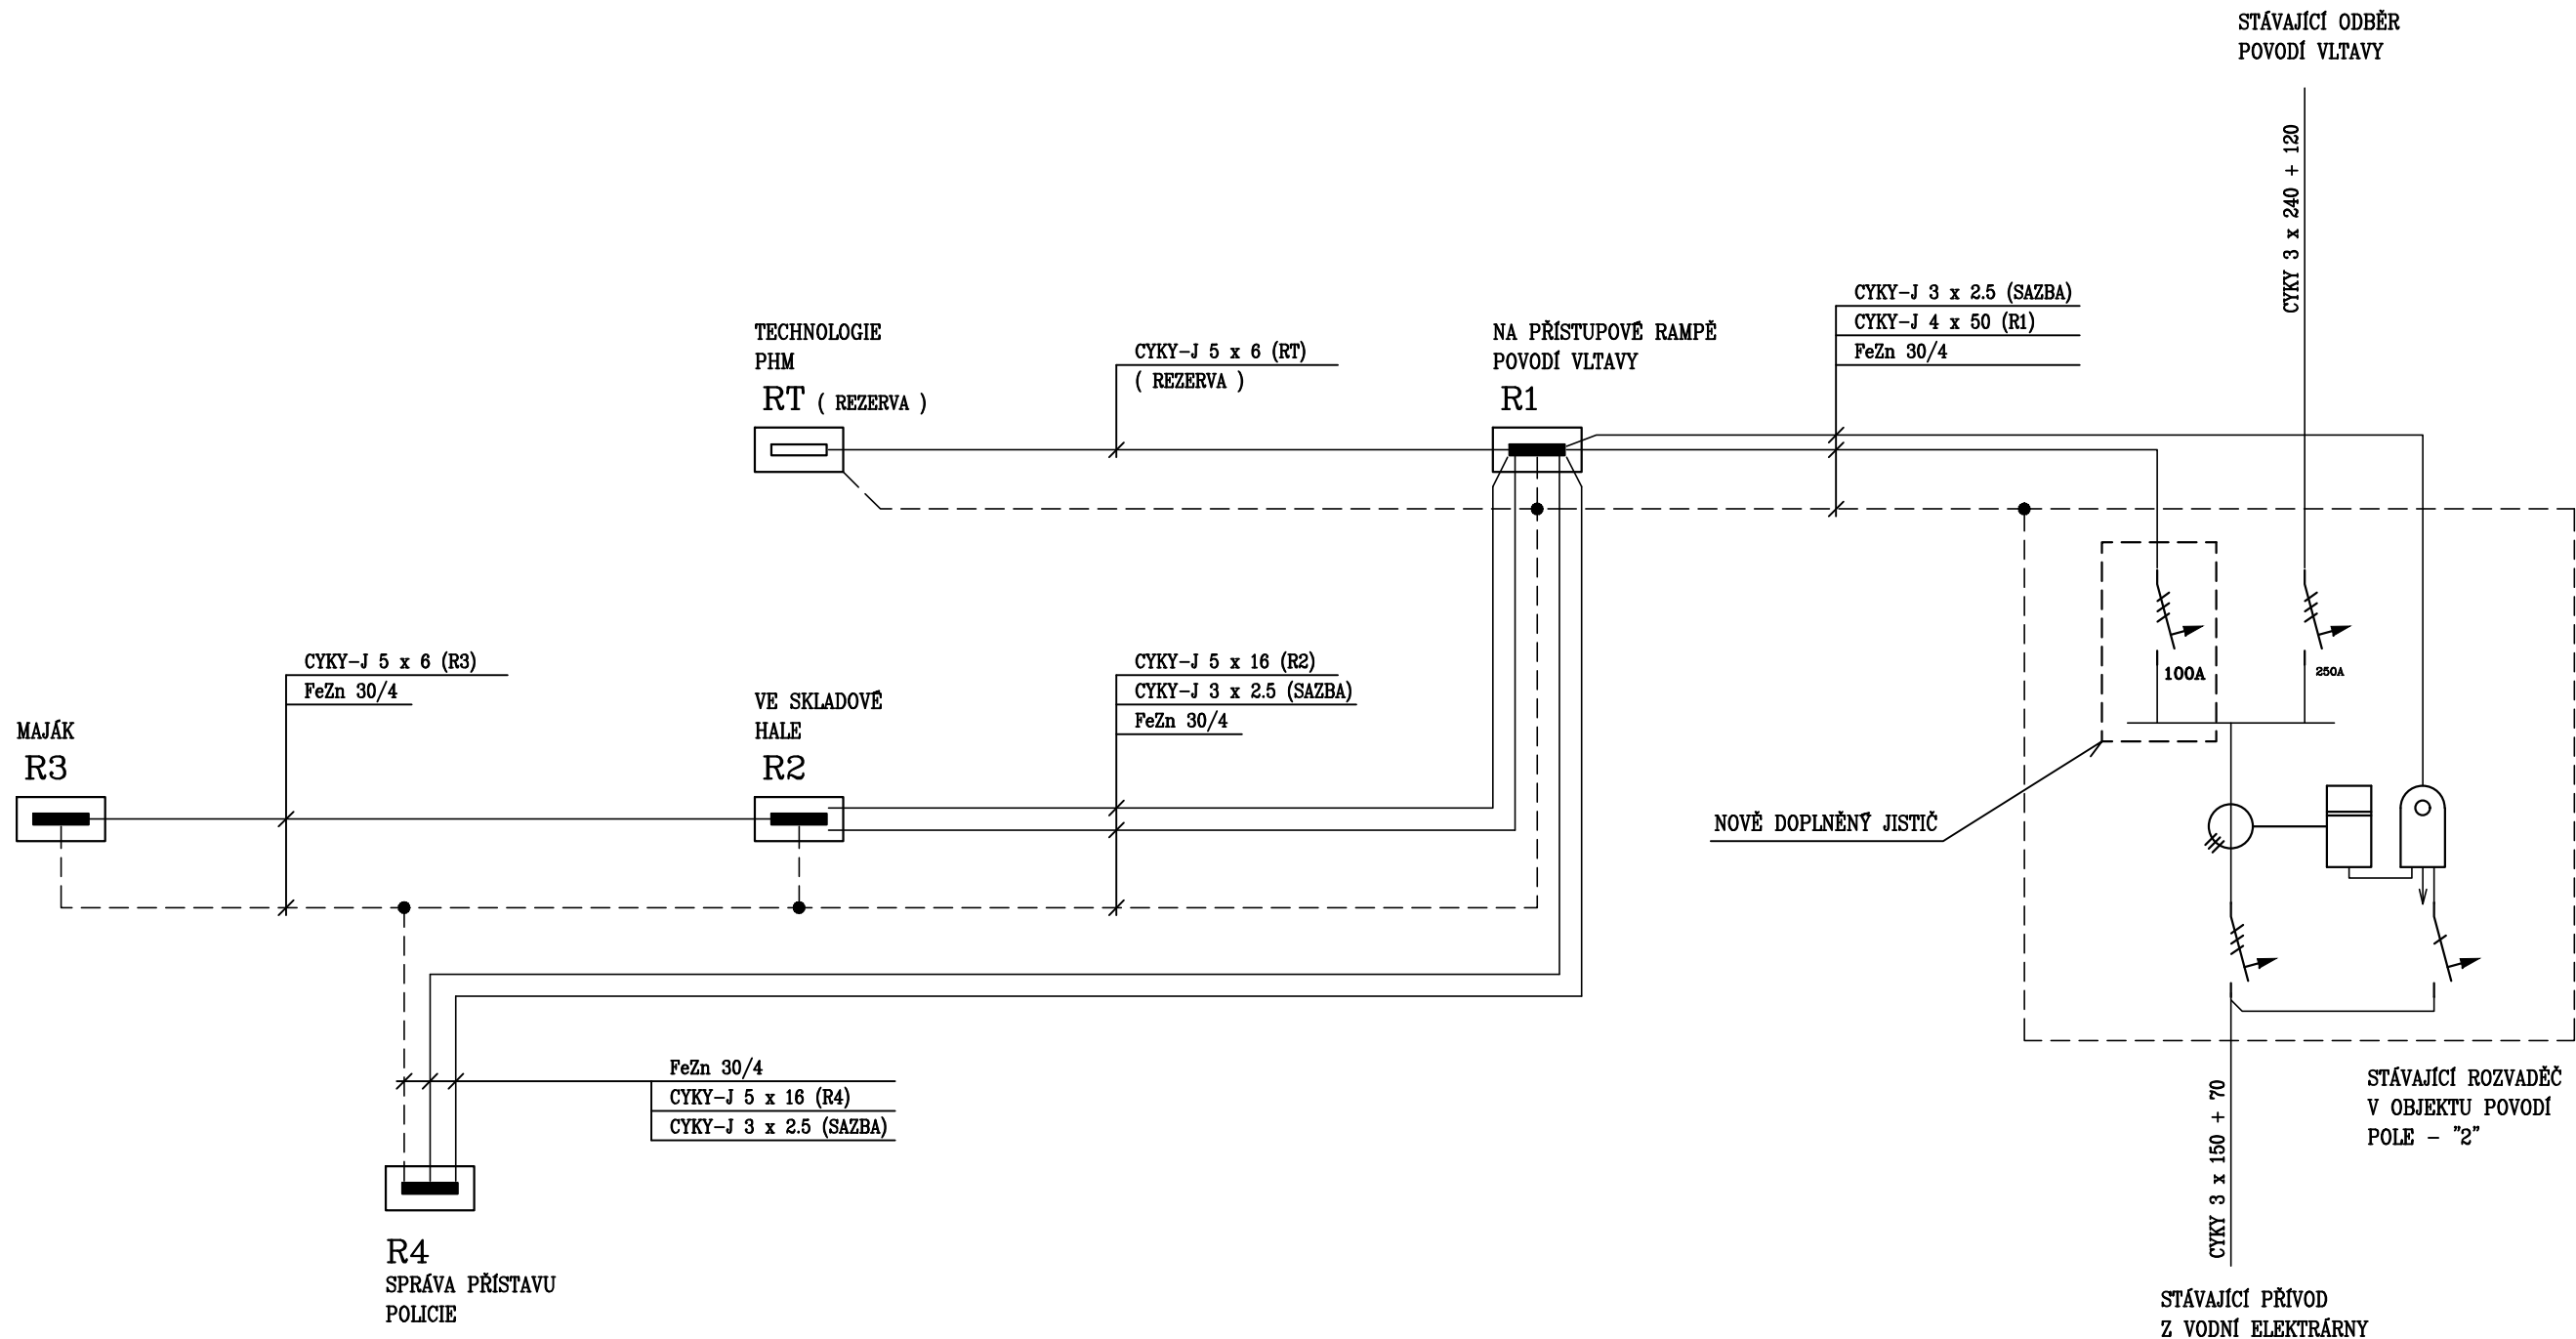 STÁVAJÍCÍ ODBĚR
POVODÍ VLTAVY
CYKY 3 x 240 + 120
CYKY-J 3 x 2.5 (SAZBA)
CYKY-J 4 x 50 (R1)
FeZn 30/4
TECHNOLOGIE
PHM
RT ( REZERVA )
CYKY-J 5 x 6 (RT)
( REZERVA )
NA PŘÍSTUPOVÉ RAMPĚ
POVODÍ VLTAVY
R1
100A
250A
CYKY-J 5 x 6 (R3)
FeZn 30/4
MAJÁK
R3
VE SKLADOVÉ
HALE
R2
CYKY-J 5 x 16 (R2)
CYKY-J 3 x 2.5 (SAZBA)
FeZn 30/4
NOVĚ DOPLNĚNÝ JISTIČ
FeZn 30/4
CYKY-J 5 x 16 (R4)
CYKY-J 3 x 2.5 (SAZBA)
R4
SPRÁVA PŘÍSTAVU
POLICIE
STÁVAJÍCÍ ROZVADĚČ
V OBJEKTU POVODÍ
POLE - "2"
CYKY 3 x 150 + 70
STÁVAJÍCÍ PŘÍVOD
Z VODNÍ ELEKTRÁRNY